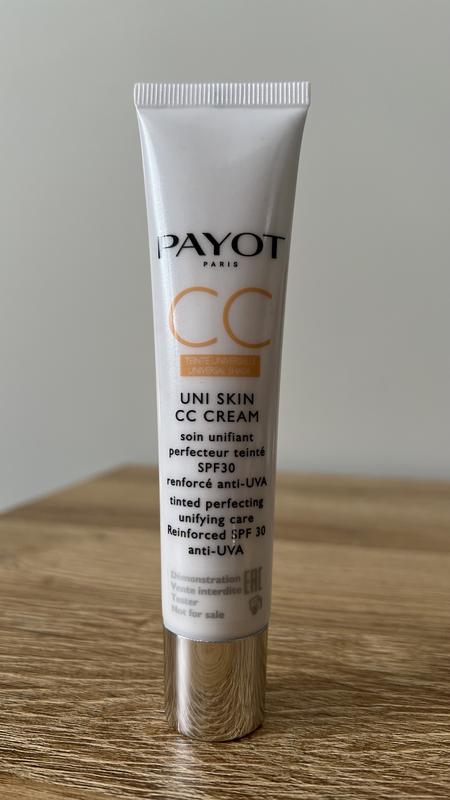 PAYOT
PARIS
CC
TEINTE UNIVERSELLE
UNIVERSAL SHADE
UNI SKIN
CC CREAM
soin unifiant
perfecteur teinté
SPF30
renforcé anti-UVA
tinted perfecting
unifying care
Reinforced SPF 30
anti-UVA
Démonstration
Vente interdite
Tester
Not for sale
EAC